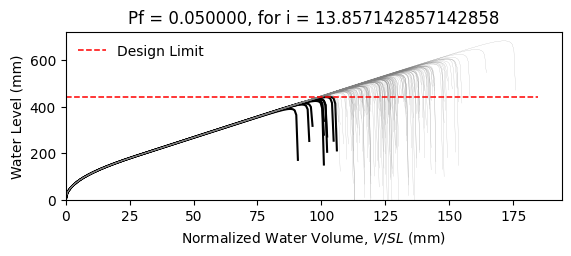 Pf = 0.050000, for i = 13.857142857142858
Design Limit
Water Level (mm)
600
400
200
0
0 25 50 75 100 125 150 175
Normalized Water Volume, V/SL (mm)